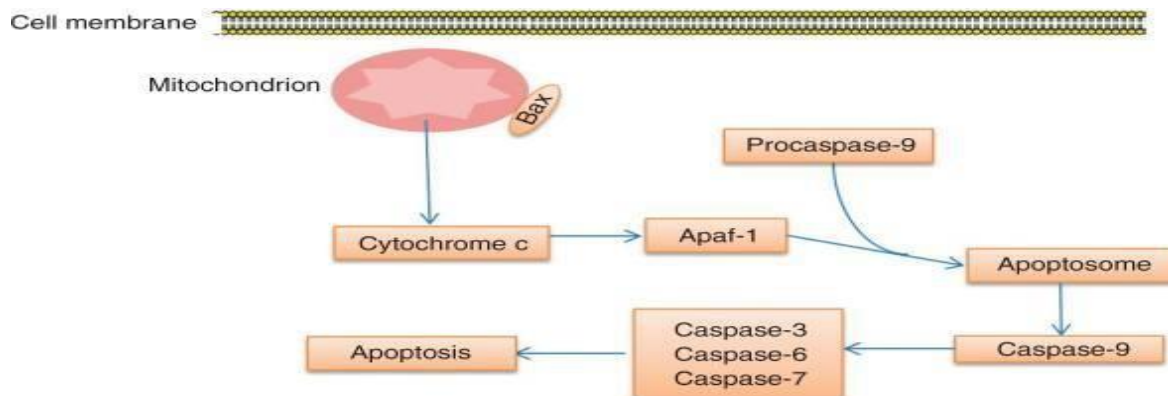 Cell membrane
Mitochondrion
Bax
Procaspase-9
Cytochrome c
Apaf-1
Apoptosome
Caspase-3
Caspase-6
Caspase-7
Apoptosis
Caspase-9